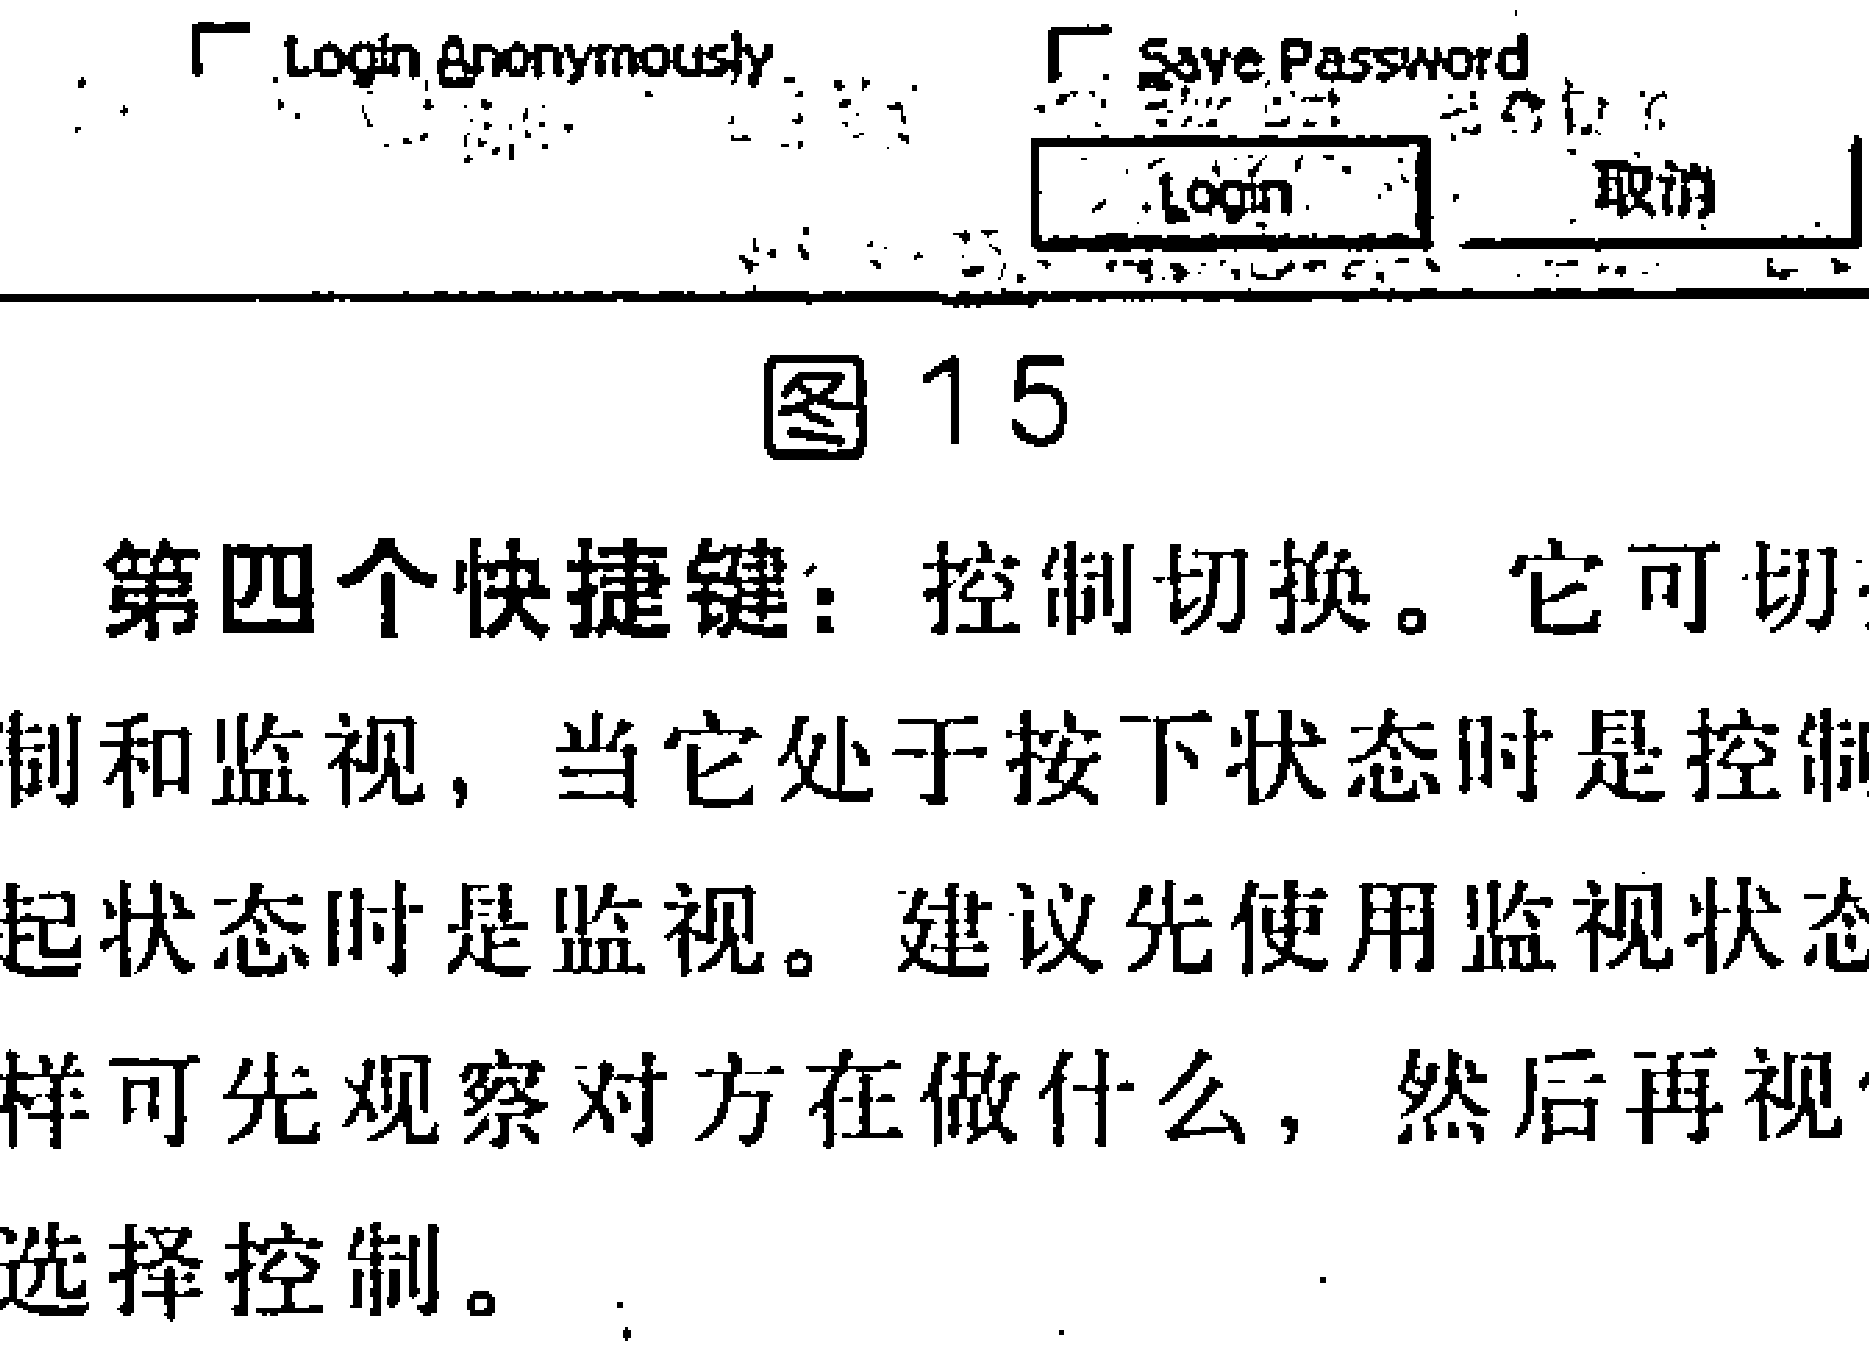 Login Anonymously Save Password
Login 取消
图 15
第四个快捷键：控制切换。它可切
制和监视，当它处于按下状态时是控制
起状态时是监视。建议先使用监视状态
样可先观察对方在做什么，然后再视
选择控制。